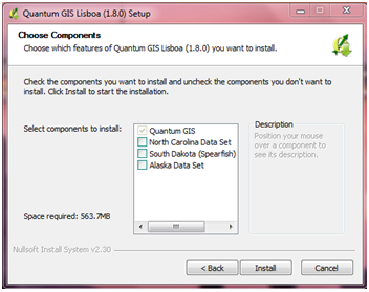 Quantum GIS Lisboa (1.8.0) Setup
Choose Components
Choose which features of Quantum GIS Lisboa (1.8.0) you want to install.
Check the components you want to install and uncheck the components you don't want to
install. Click Install to start the installation.
Select components to install:
Quantum GIS
North Carolina Data Set
South Dakota (Spearfish)
Alaska Data Set
Description
Position your mouse
over a component to
see its description.
Space required: 563.7MB
Nullsoft Install System v2.30
< Back
Install
Cancel